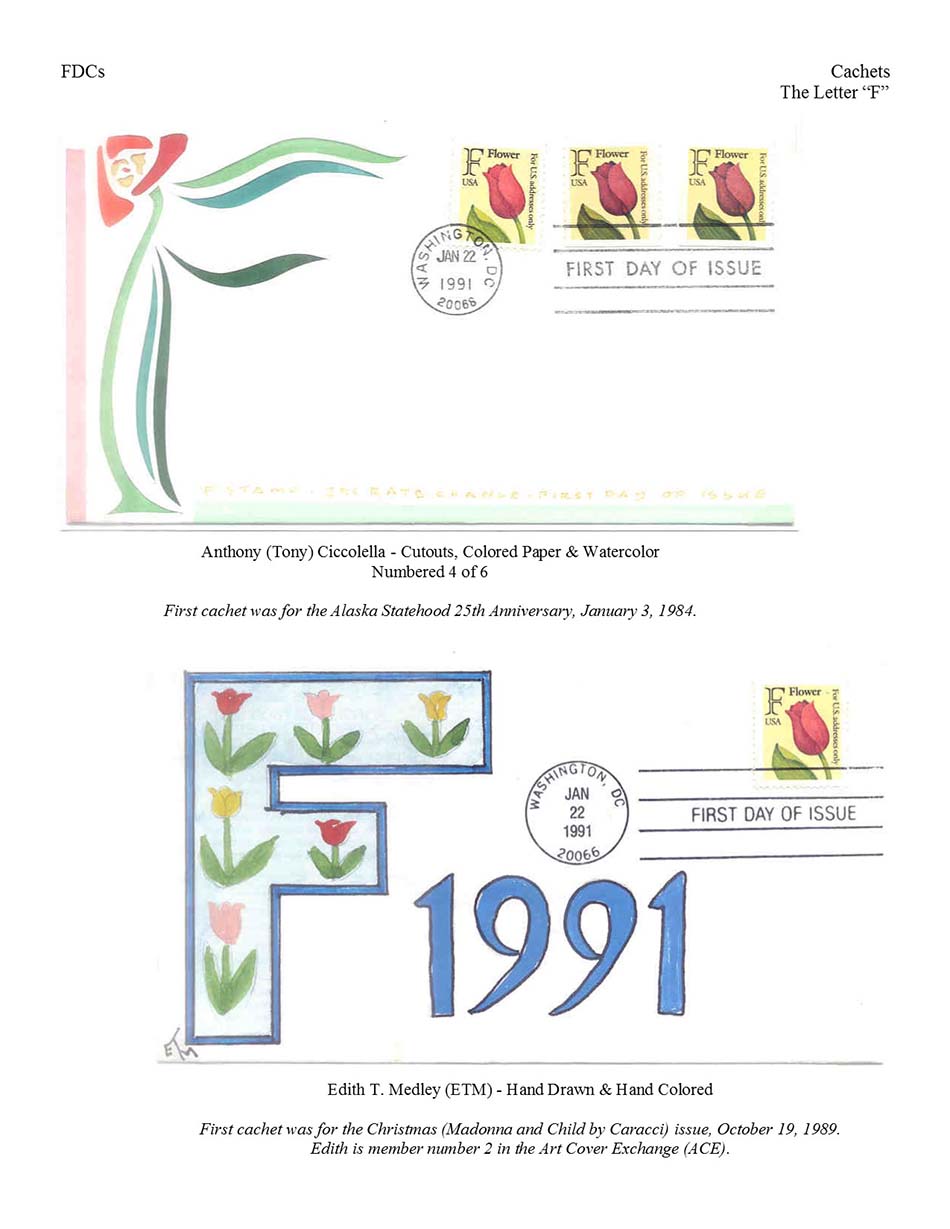 FDCs
Cachets
The Letter “F”
F Flower
USA
For U.S. addresses only
F Flower
USA
For U.S. addresses only
F Flower
USA
For U.S. addresses only
WASHINGTON, DC
JAN 22
1991
20066
FIRST DAY OF ISSUE
F STAMP · RATE CHANGE · FIRST DAY OF ISSUE
Anthony (Tony) Ciccolella - Cutouts, Colored Paper & Watercolor
Numbered 4 of 6
First cachet was for the Alaska Statehood 25th Anniversary, January 3, 1984.
F Flower
USA
For U.S. addresses only
WASHINGTON, DC
JAN
22
1991
20066
FIRST DAY OF ISSUE
F
1991
ETM
Edith T. Medley (ETM) - Hand Drawn & Hand Colored
First cachet was for the Christmas (Madonna and Child by Caracci) issue, October 19, 1989.
Edith is member number 2 in the Art Cover Exchange (ACE).